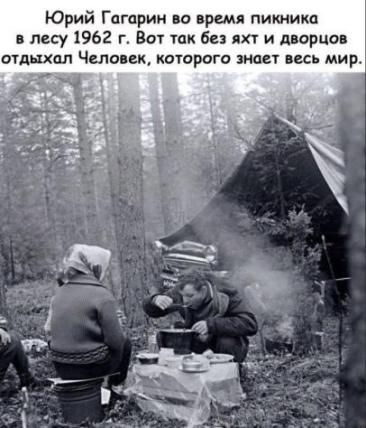 Юрий Гагарин во время пикника
в лесу 1962 г. Вот так без яхт и дворцов
отдыхал Человек, которого знает весь мир.